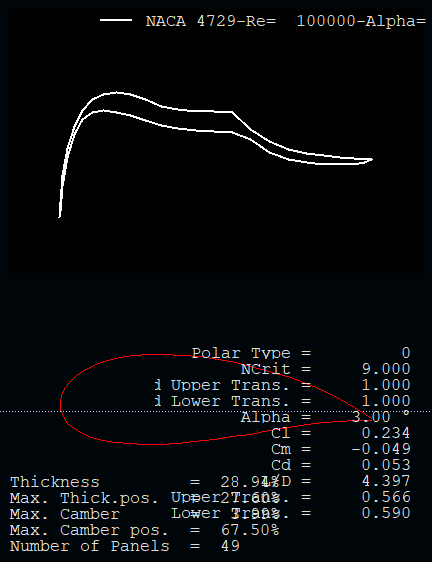 NACA 4729-Re=  100000-Alpha=
Polar Type = 0
NCrit = 9.000
i Upper Trans. = 1.000
i Lower Trans. = 1.000
Alpha = 3.00 °
Cl = 0.234
Cm = -0.049
Cd = 0.053
Thickness = 28.94% L/D = 4.397
Max. Thick.pos. = 27.60% Upper Trans. = 0.566
Max. Camber = Lower Trans. = 0.590
Max. Camber pos. = 67.50%
Number of Panels = 49